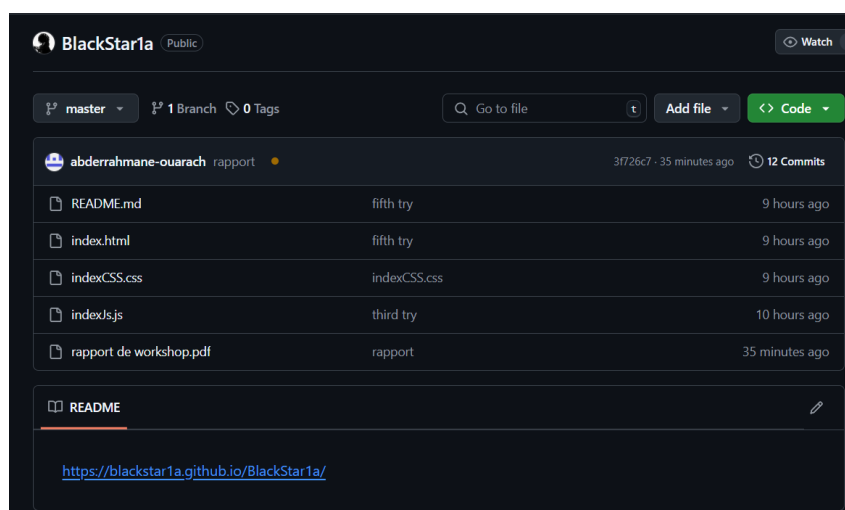 BlackStar1a Public Watch
master 1 Branch 0 Tags Go to file t Add file Code
abderrahmane-ouarach rapport 3f726c7 · 35 minutes ago 12 Commits
README.md fifth try 9 hours ago
index.html fifth try 9 hours ago
indexCSS.css indexCSS.css 9 hours ago
indexJs.js third try 10 hours ago
rapport de workshop.pdf rapport 35 minutes ago
README
https://blackstar1a.github.io/BlackStar1a/